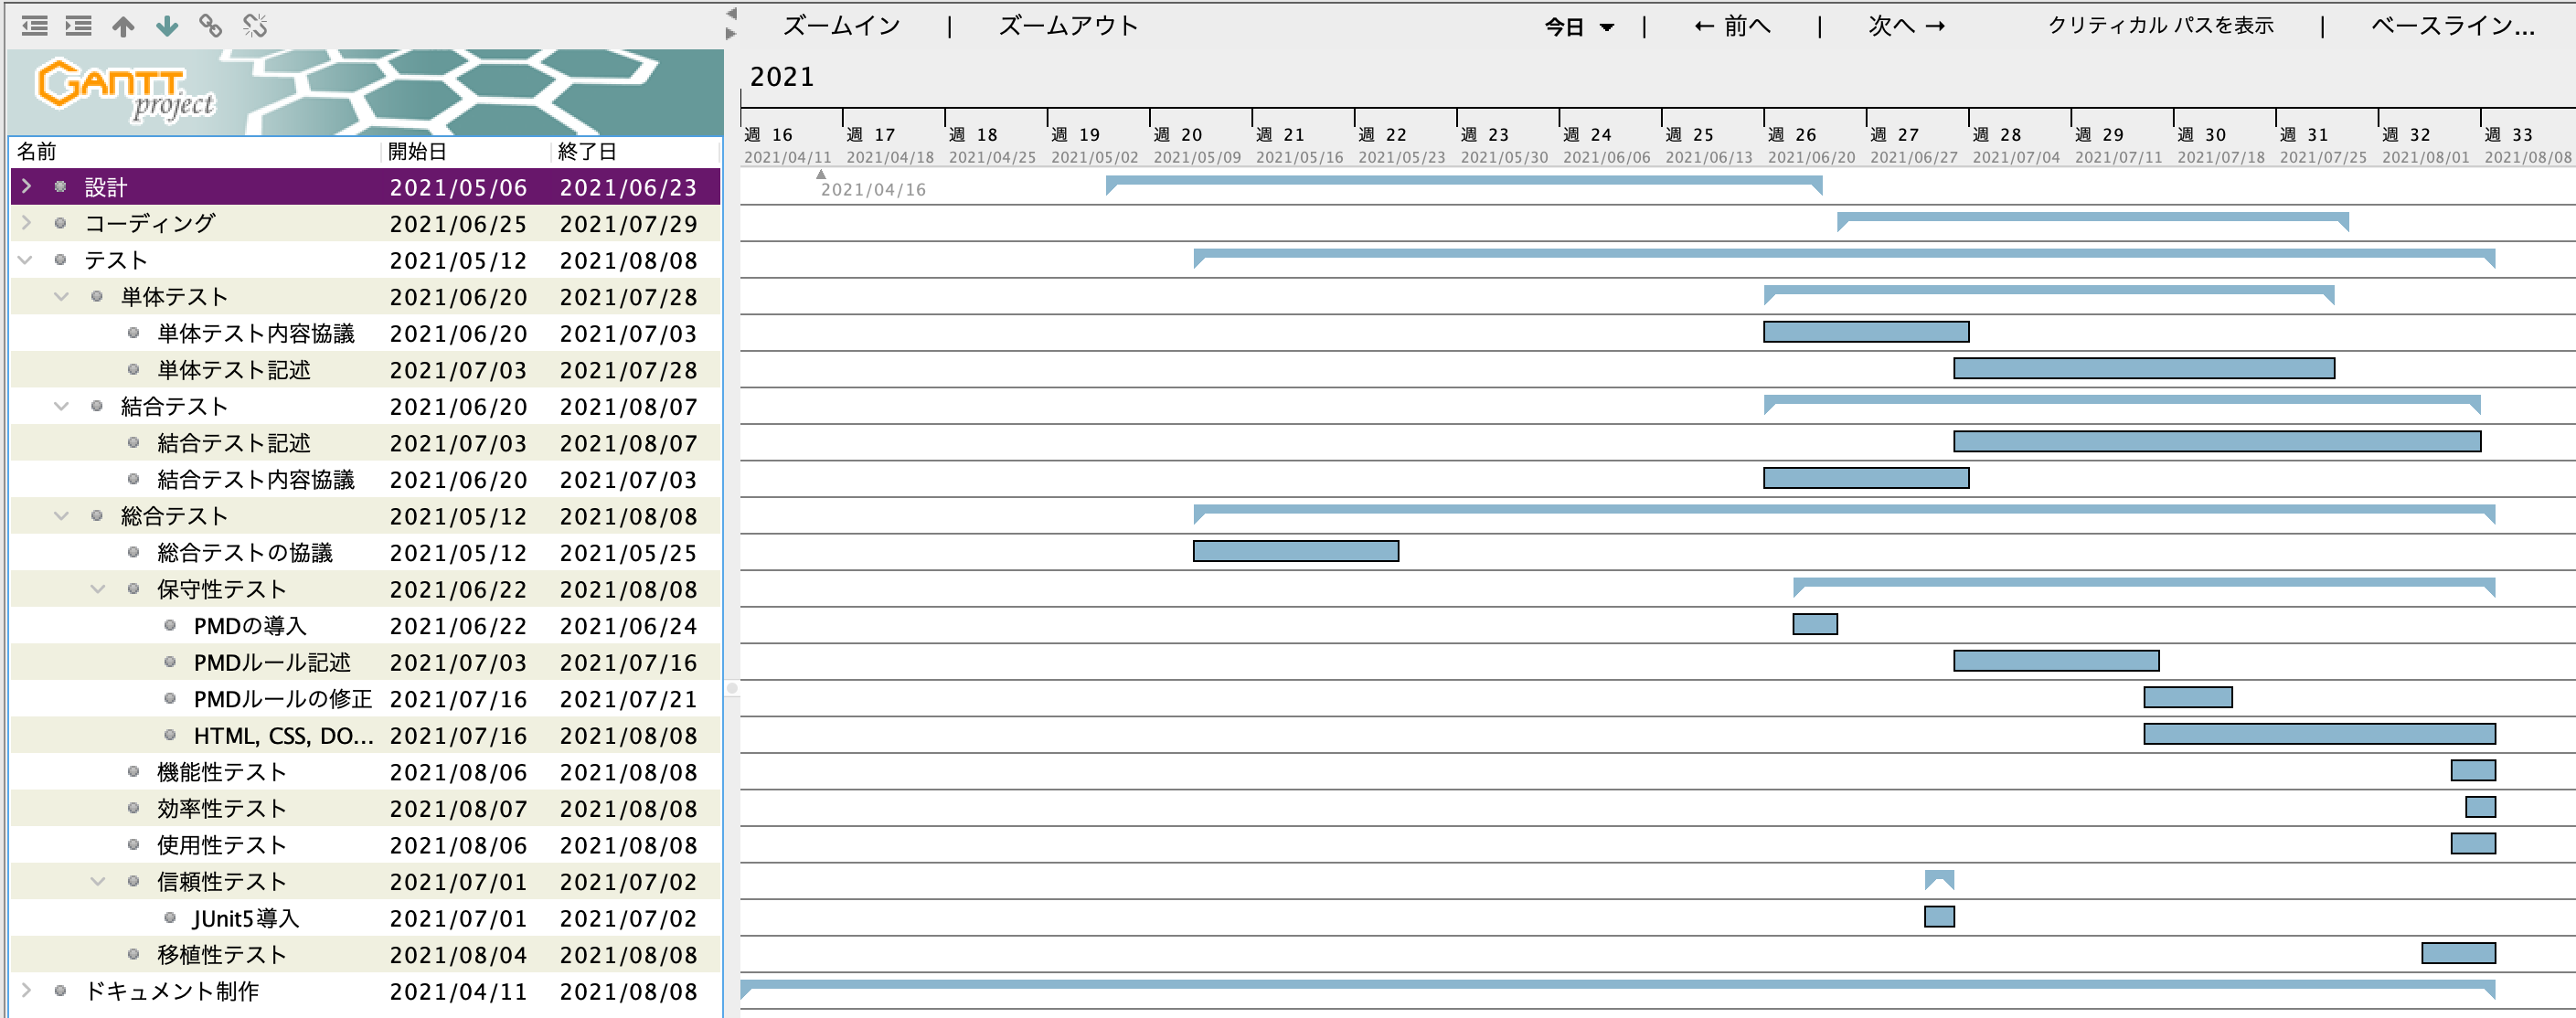 ズームイン | ズームアウト 今日 | ← 前へ | 次へ → クリティカル パスを表示 | ベースライン...
GANTT project
2021
週 16 週 17 週 18 週 19 週 20 週 21 週 22 週 23 週 24 週 25 週 26 週 27 週 28 週 29 週 30 週 31 週 32 週 33
2021/04/11 2021/04/18 2021/04/25 2021/05/02 2021/05/09 2021/05/16 2021/05/23 2021/05/30 2021/06/06 2021/06/13 2021/06/20 2021/06/27 2021/07/04 2021/07/11 2021/07/18 2021/07/25 2021/08/01 2021/08/08
名前 開始日 終了日
設計 2021/05/06 2021/06/23
2021/04/16
コーディング 2021/06/25 2021/07/29
テスト 2021/05/12 2021/08/08
単体テスト 2021/06/20 2021/07/28
単体テスト内容協議 2021/06/20 2021/07/03
単体テスト記述 2021/07/03 2021/07/28
結合テスト 2021/06/20 2021/08/07
結合テスト記述 2021/07/03 2021/08/07
結合テスト内容協議 2021/06/20 2021/07/03
総合テスト 2021/05/12 2021/08/08
総合テストの協議 2021/05/12 2021/05/25
保守性テスト 2021/06/22 2021/08/08
PMDの導入 2021/06/22 2021/06/24
PMDルール記述 2021/07/03 2021/07/16
PMDルールの修正 2021/07/16 2021/07/21
HTML, CSS, DO... 2021/07/16 2021/08/08
機能性テスト 2021/08/06 2021/08/08
効率性テスト 2021/08/07 2021/08/08
使用性テスト 2021/08/06 2021/08/08
信頼性テスト 2021/07/01 2021/07/02
JUnit5導入 2021/07/01 2021/07/02
移植性テスト 2021/08/04 2021/08/08
ドキュメント制作 2021/04/11 2021/08/08